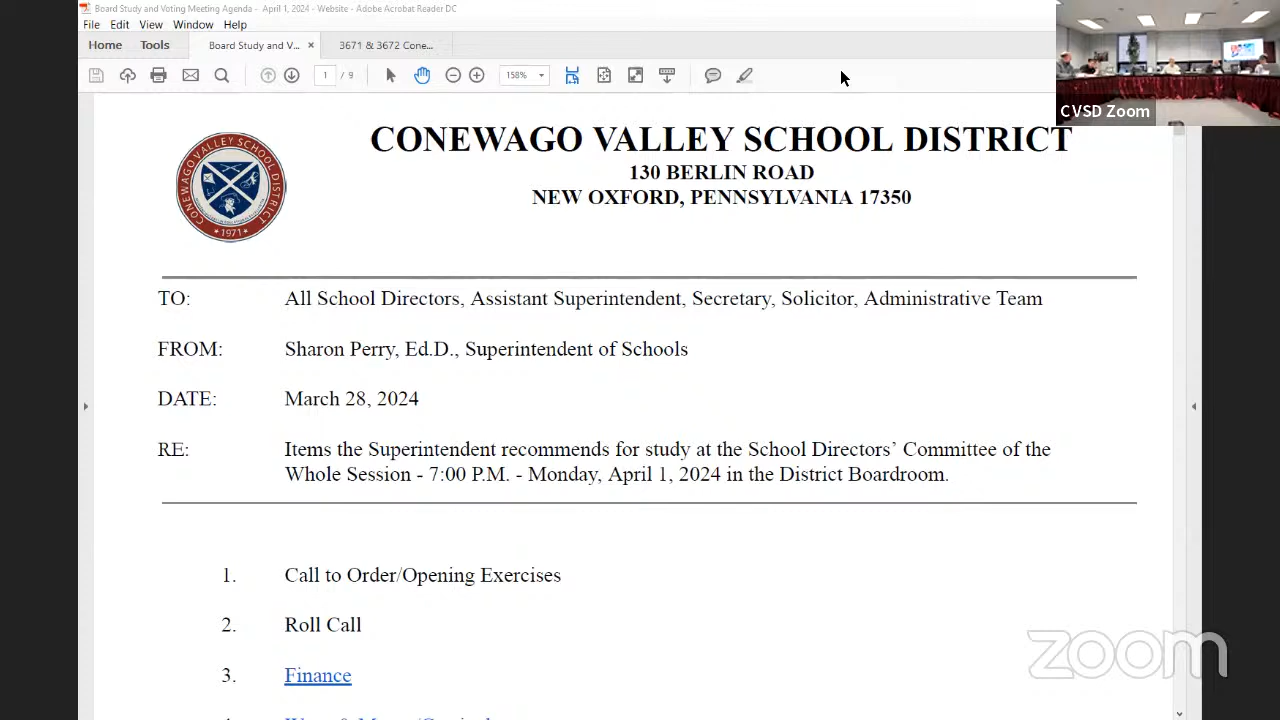 Board Study and Voting Meeting Agenda - April 1, 2024 - Website - Adobe Acrobat Reader DC
File Edit View Window Help
Home Tools Board Study and V... × 3671 & 3672 Cone...
1 / 9 158%
CVSD Zoom
CONEWAGO VALLEY SCHOOL DISTRICT
130 BERLIN ROAD
NEW OXFORD, PENNSYLVANIA 17350
CONEWAGO VALLEY SCHOOL DISTRICT
1971
TO: All School Directors, Assistant Superintendent, Secretary, Solicitor, Administrative Team
FROM: Sharon Perry, Ed.D., Superintendent of Schools
DATE: March 28, 2024
RE: Items the Superintendent recommends for study at the School Directors' Committee of the
Whole Session - 7:00 P.M. - Monday, April 1, 2024 in the District Boardroom.
1. Call to Order/Opening Exercises
2. Roll Call
3. Finance
zoom